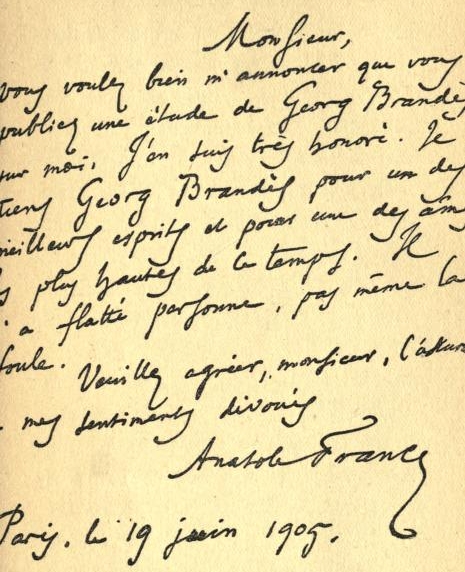 Monsieur,
vous voulez bien m'annoncer que vous
publiez une étude de Georg Brandès
sur moi. J'en suis très honoré. Je
tiens Georg Brandès pour un des
meilleurs esprits et pour une des âmes
les plus hautes de ce temps. Il
n'a flatté personne, pas même la
foule.
Veuillez agréer, monsieur, l'assurance
mes sentiments dévoués
Anatole France
Paris, le 19 juin 1905.